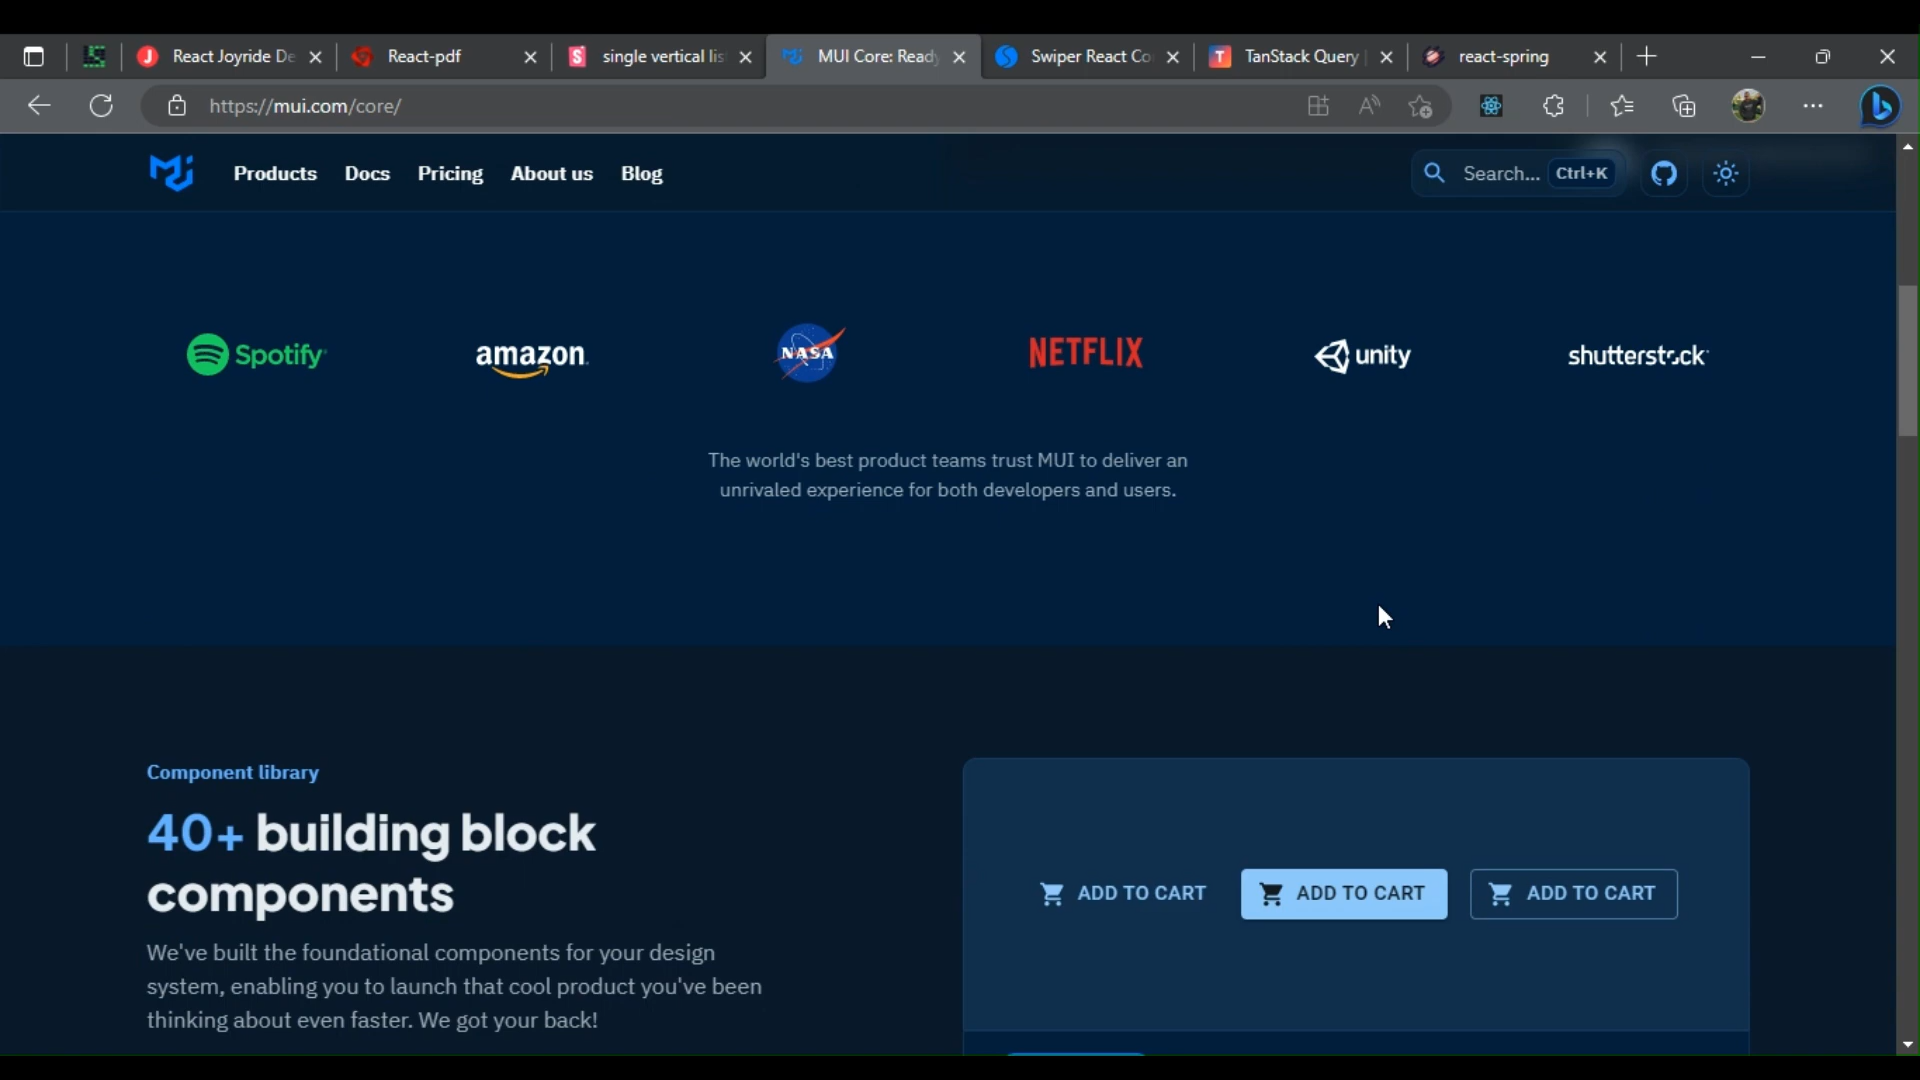 React Joyride De
React-pdf
single vertical lis
MUI Core: Ready
Swiper React Co
TanStack Query |
react-spring
https://mui.com/core/
Products
Docs
Pricing
About us
Blog
Search...
Ctrl+K
Spotify
amazon
NASA
NETFLIX
unity
shutterstock
The world's best product teams trust MUI to deliver an
unrivaled experience for both developers and users.
Component library
40+ building block
components
We've built the foundational components for your design
system, enabling you to launch that cool product you've been
thinking about even faster. We got your back!
ADD TO CART
ADD TO CART
ADD TO CART